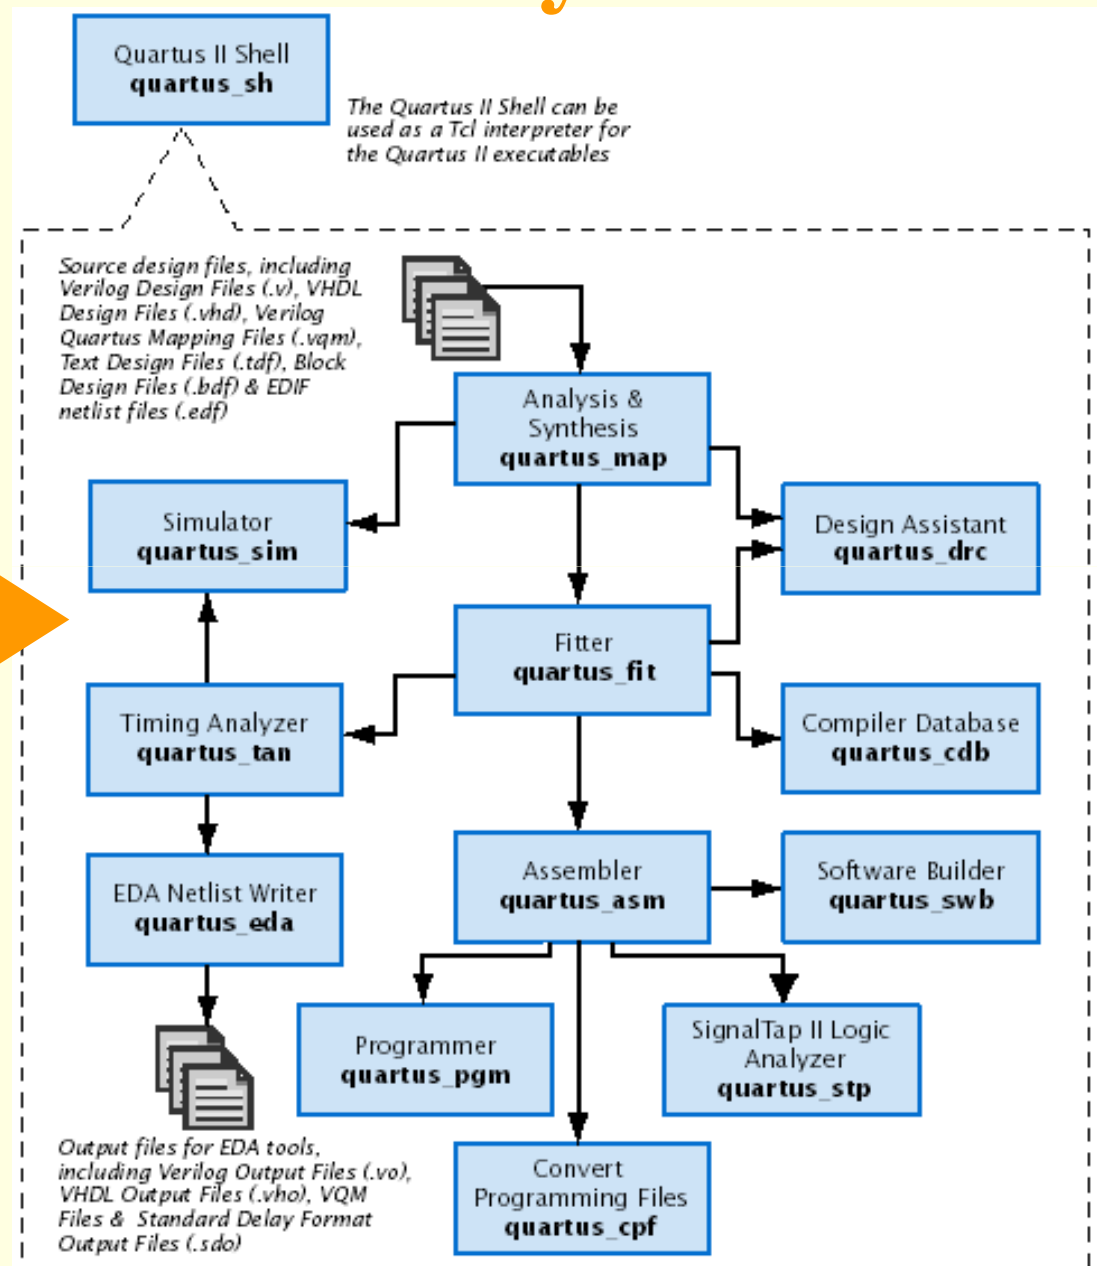 Quartus II Shell
quartus_sh
The Quartus II Shell can be
used as a Tcl interpreter for
the Quartus II executables
Source design files, including
Verilog Design Files (.v), VHDL
Design Files (.vhd), Verilog
Quartus Mapping Files (.vqm),
Text Design Files (.tdf), Block
Design Files (.bdf) & EDIF
netlist files (.edf)
Analysis &
Synthesis
quartus_map
Simulator
quartus_sim
Design Assistant
quartus_drc
Fitter
quartus_fit
Timing Analyzer
quartus_tan
Compiler Database
quartus_cdb
EDA Netlist Writer
quartus_eda
Assembler
quartus_asm
Software Builder
quartus_swb
Programmer
quartus_pgm
SignalTap II Logic
Analyzer
quartus_stp
Output files for EDA tools,
including Verilog Output Files (.vo),
VHDL Output Files (.vho), VQM
Files & Standard Delay Format
Output Files (.sdo)
Convert
Programming Files
quartus_cpf